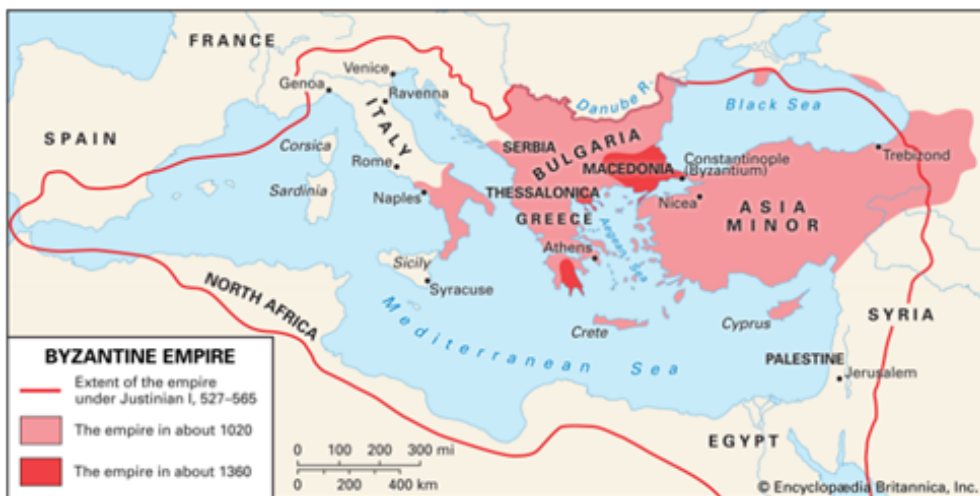 FRANCE
Venice
Genoa
Ravenna
Danube R.
Black Sea
SPAIN
ITALY
Corsica
SERBIA
BULGARIA
Rome
MACEDONIA
Constantinople
(Byzantium)
Trebizond
Sardinia
Naples
THESSALONICA
Nicea
ASIA
MINOR
GREECE
Aegean Sea
Athens
Sicily
Syracuse
NORTH AFRICA
Mediterranean Sea
Crete
Cyprus
SYRIA
PALESTINE
Jerusalem
EGYPT
BYZANTINE EMPIRE
Extent of the empire
under Justinian I, 527–565
The empire in about 1020
The empire in about 1360
0 100 200 300 mi
0 200 400 km
© Encyclopædia Britannica, Inc.